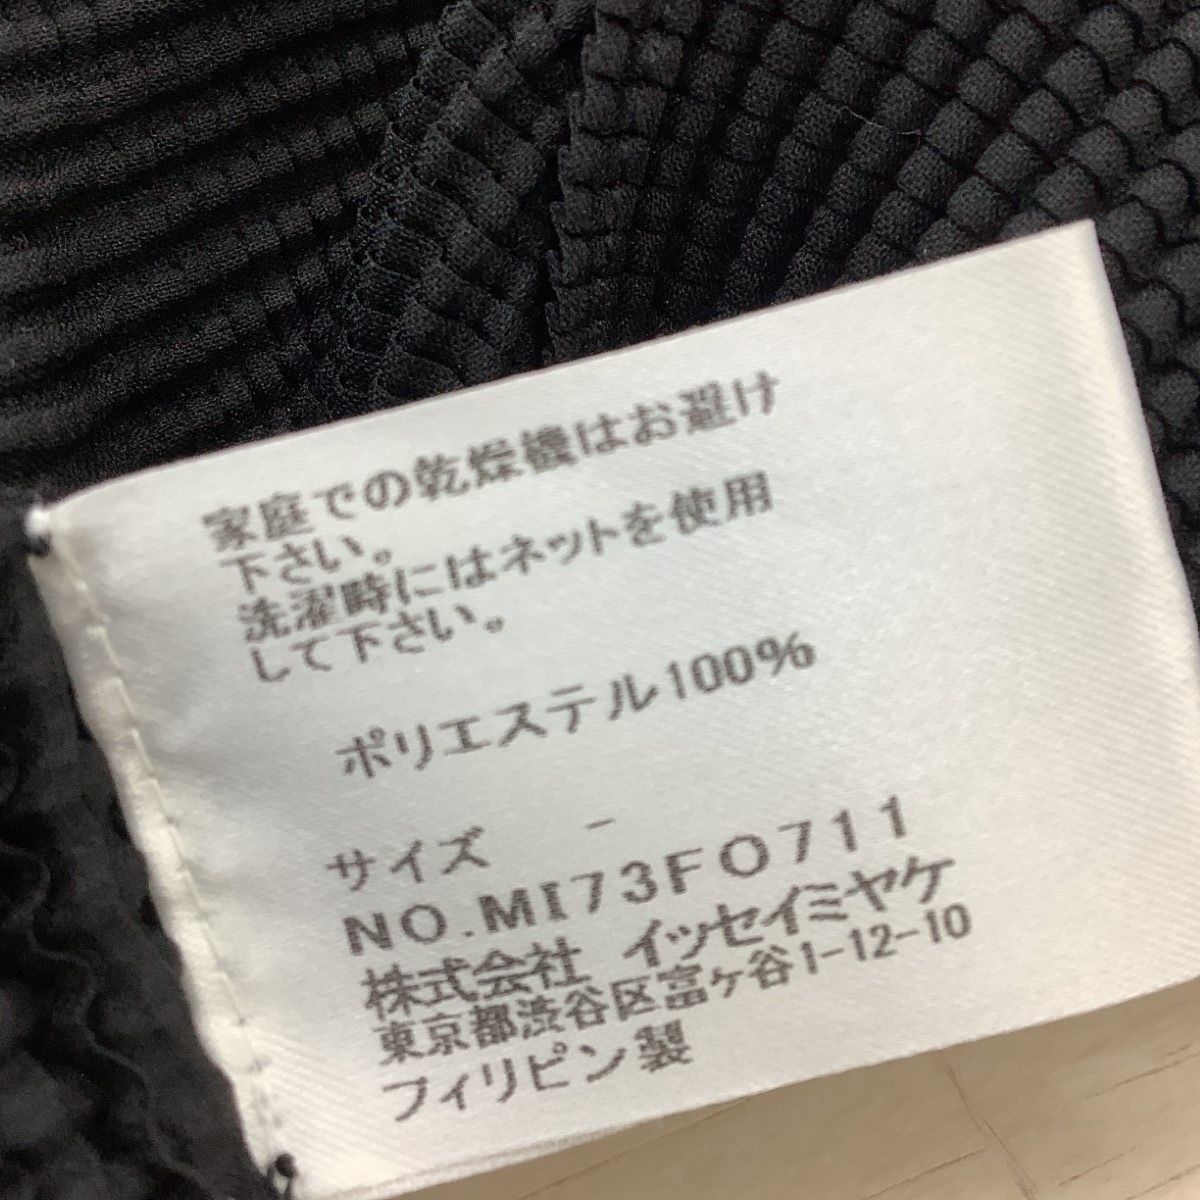 家庭での乾燥機はお避け
下さい。
洗濯時にはネットを使用
して下さい。
ポリエステル100%
サイズ -
NO.MI73FO711
株式会社 イッセイミヤケ
東京都渋谷区富ヶ谷1-12-10
フィリピン製